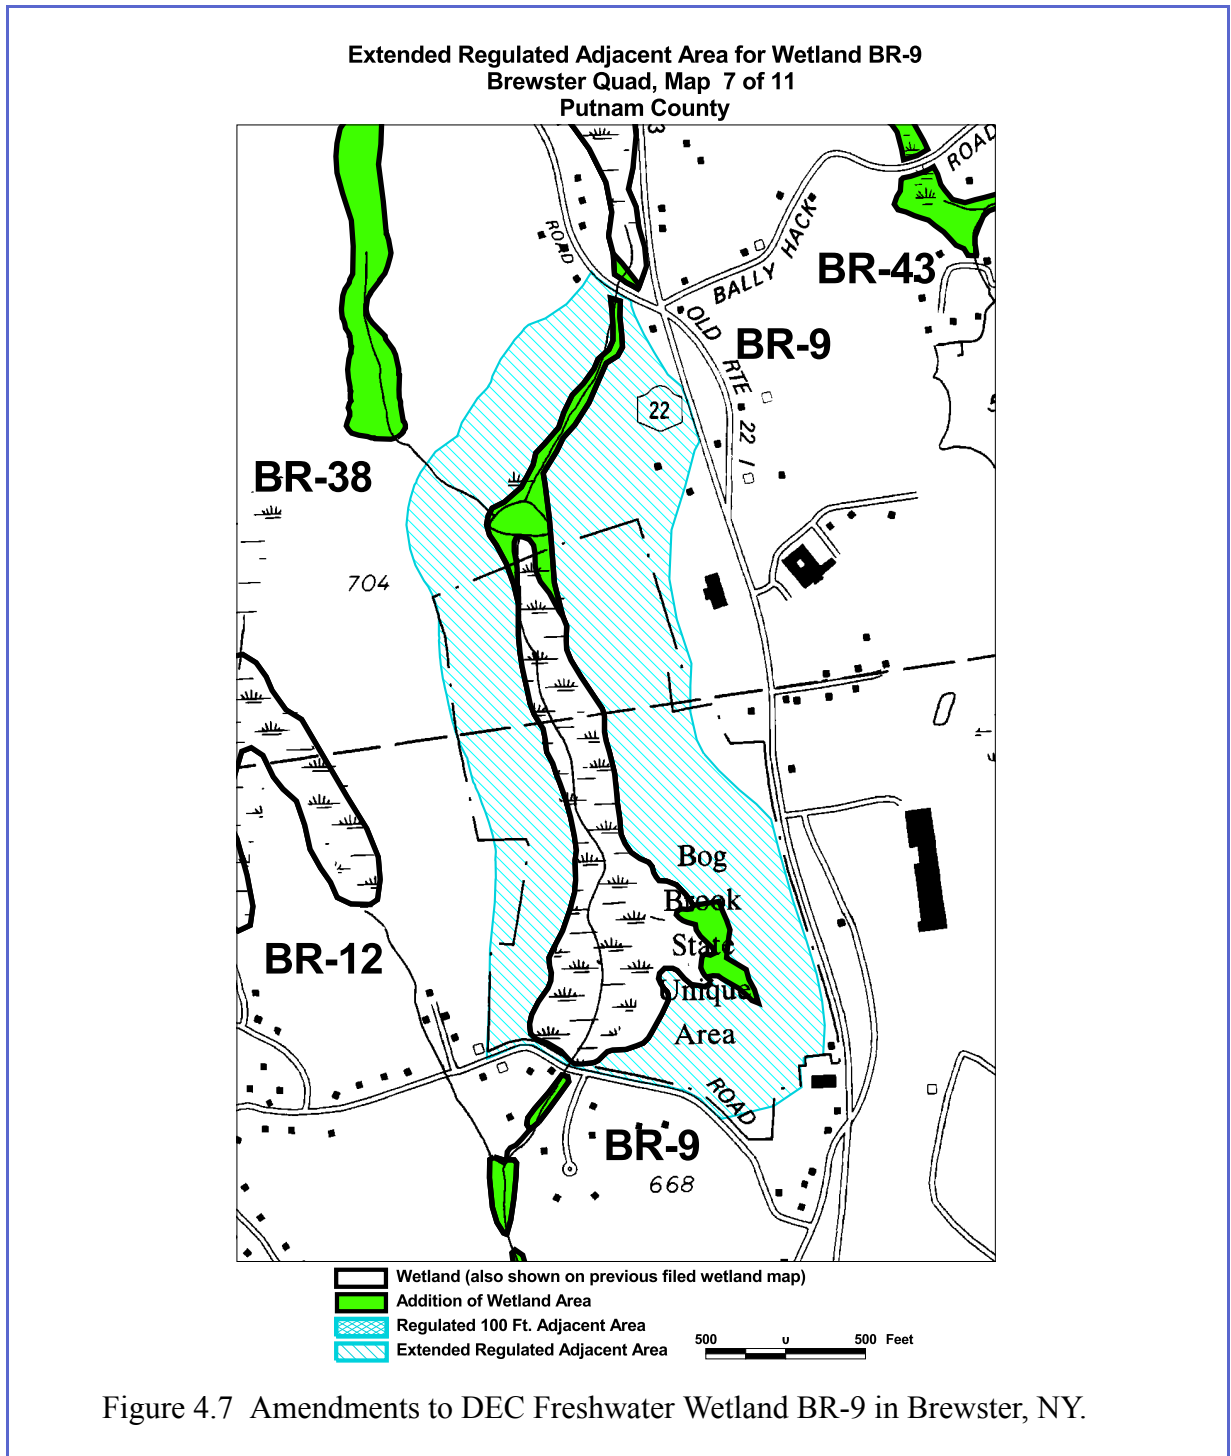 Extended Regulated Adjacent Area for Wetland BR-9
Brewster Quad, Map 7 of 11
Putnam County
3
ROAD
ROAD
BALLY HACK
BR-43
OLD RTE 22
BR-9
22
BR-38
704
Bog
Brook
State
Unique
Area
BR-12
ROAD
BR-9
668
Wetland (also shown on previous filed wetland map)
Addition of Wetland Area
Regulated 100 Ft. Adjacent Area
Extended Regulated Adjacent Area
500 0 500 Feet
Figure 4.7 Amendments to DEC Freshwater Wetland BR-9 in Brewster, NY.